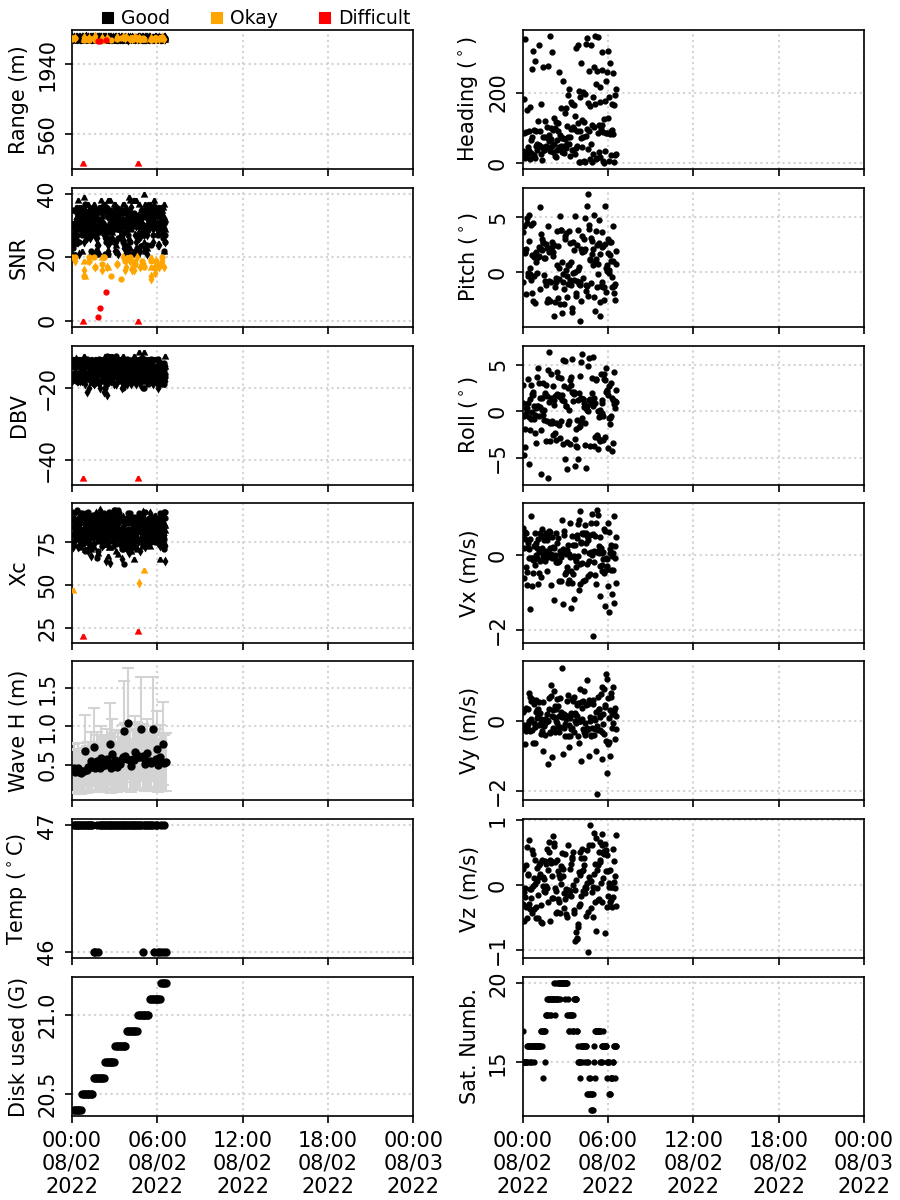 Good Okay Difficult
Range (m)
1940
560
Heading (°)
200
0
SNR
40
20
0
Pitch (°)
5
0
DBV
−20
−40
Roll (°)
5
0
−5
Xc
75
50
25
Vx (m/s)
0
−2
Wave H (m)
1.5
1.0
0.5
Vy (m/s)
0
−2
Temp (°C)
47
46
Vz (m/s)
1
0
−1
Disk used (G)
21.0
20.5
Sat. Numb.
20
15
00:00 06:00 12:00 18:00 00:00
08/02 08/02 08/02 08/02 08/03
2022 2022 2022 2022 2022
00:00 06:00 12:00 18:00 00:00
08/02 08/02 08/02 08/02 08/03
2022 2022 2022 2022 2022